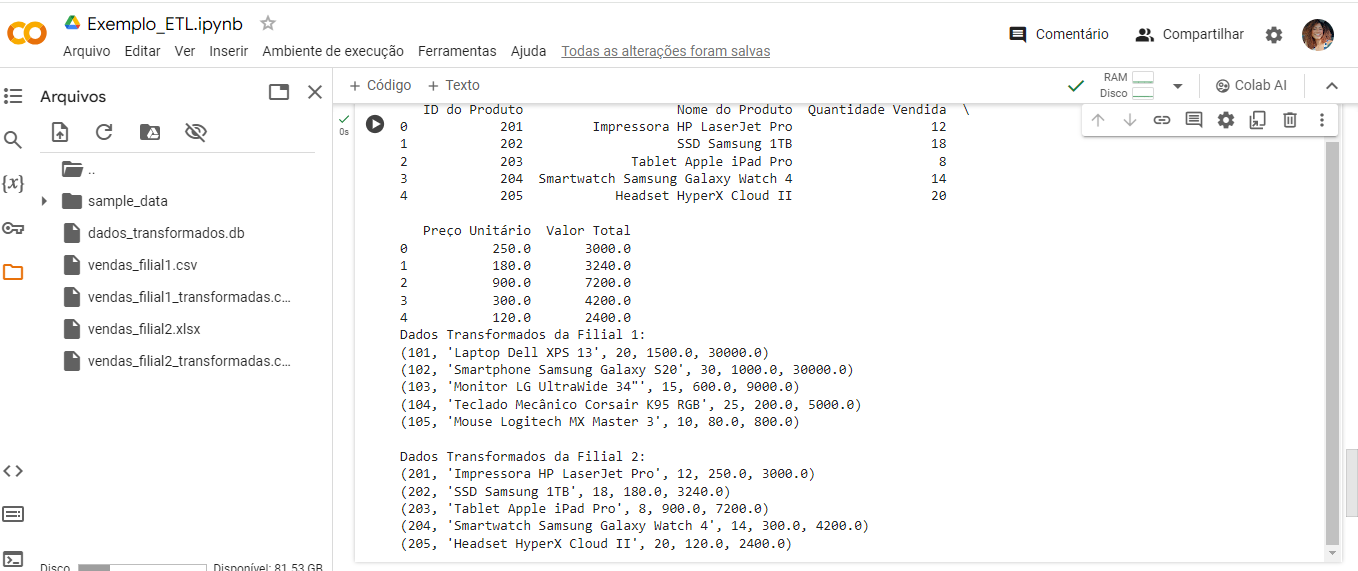 Exemplo_ETL.ipynb
Arquivo Editar Ver Inserir Ambiente de execução Ferramentas Ajuda Todas as alterações foram salvas
Comentário Compartilhar
Arquivos
..
sample_data
dados_transformados.db
vendas_filial1.csv
vendas_filial1_transformadas.c...
vendas_filial2.xlsx
vendas_filial2_transformadas.c...
Disco Disponível: 81.53 GB
+ Código + Texto
RAM
Disco
Colab AI
0s
ID do Produto Nome do Produto Quantidade Vendida \
0 201 Impressora HP LaserJet Pro 12
1 202 SSD Samsung 1TB 18
2 203 Tablet Apple iPad Pro 8
3 204 Smartwatch Samsung Galaxy Watch 4 14
4 205 Headset HyperX Cloud II 20
Preço Unitário Valor Total
0 250.0 3000.0
1 180.0 3240.0
2 900.0 7200.0
3 300.0 4200.0
4 120.0 2400.0
Dados Transformados da Filial 1:
(101, 'Laptop Dell XPS 13', 20, 1500.0, 30000.0)
(102, 'Smartphone Samsung Galaxy S20', 30, 1000.0, 30000.0)
(103, 'Monitor LG UltraWide 34"', 15, 600.0, 9000.0)
(104, 'Teclado Mecânico Corsair K95 RGB', 25, 200.0, 5000.0)
(105, 'Mouse Logitech MX Master 3', 10, 80.0, 800.0)
Dados Transformados da Filial 2:
(201, 'Impressora HP LaserJet Pro', 12, 250.0, 3000.0)
(202, 'SSD Samsung 1TB', 18, 180.0, 3240.0)
(203, 'Tablet Apple iPad Pro', 8, 900.0, 7200.0)
(204, 'Smartwatch Samsung Galaxy Watch 4', 14, 300.0, 4200.0)
(205, 'Headset HyperX Cloud II', 20, 120.0, 2400.0)